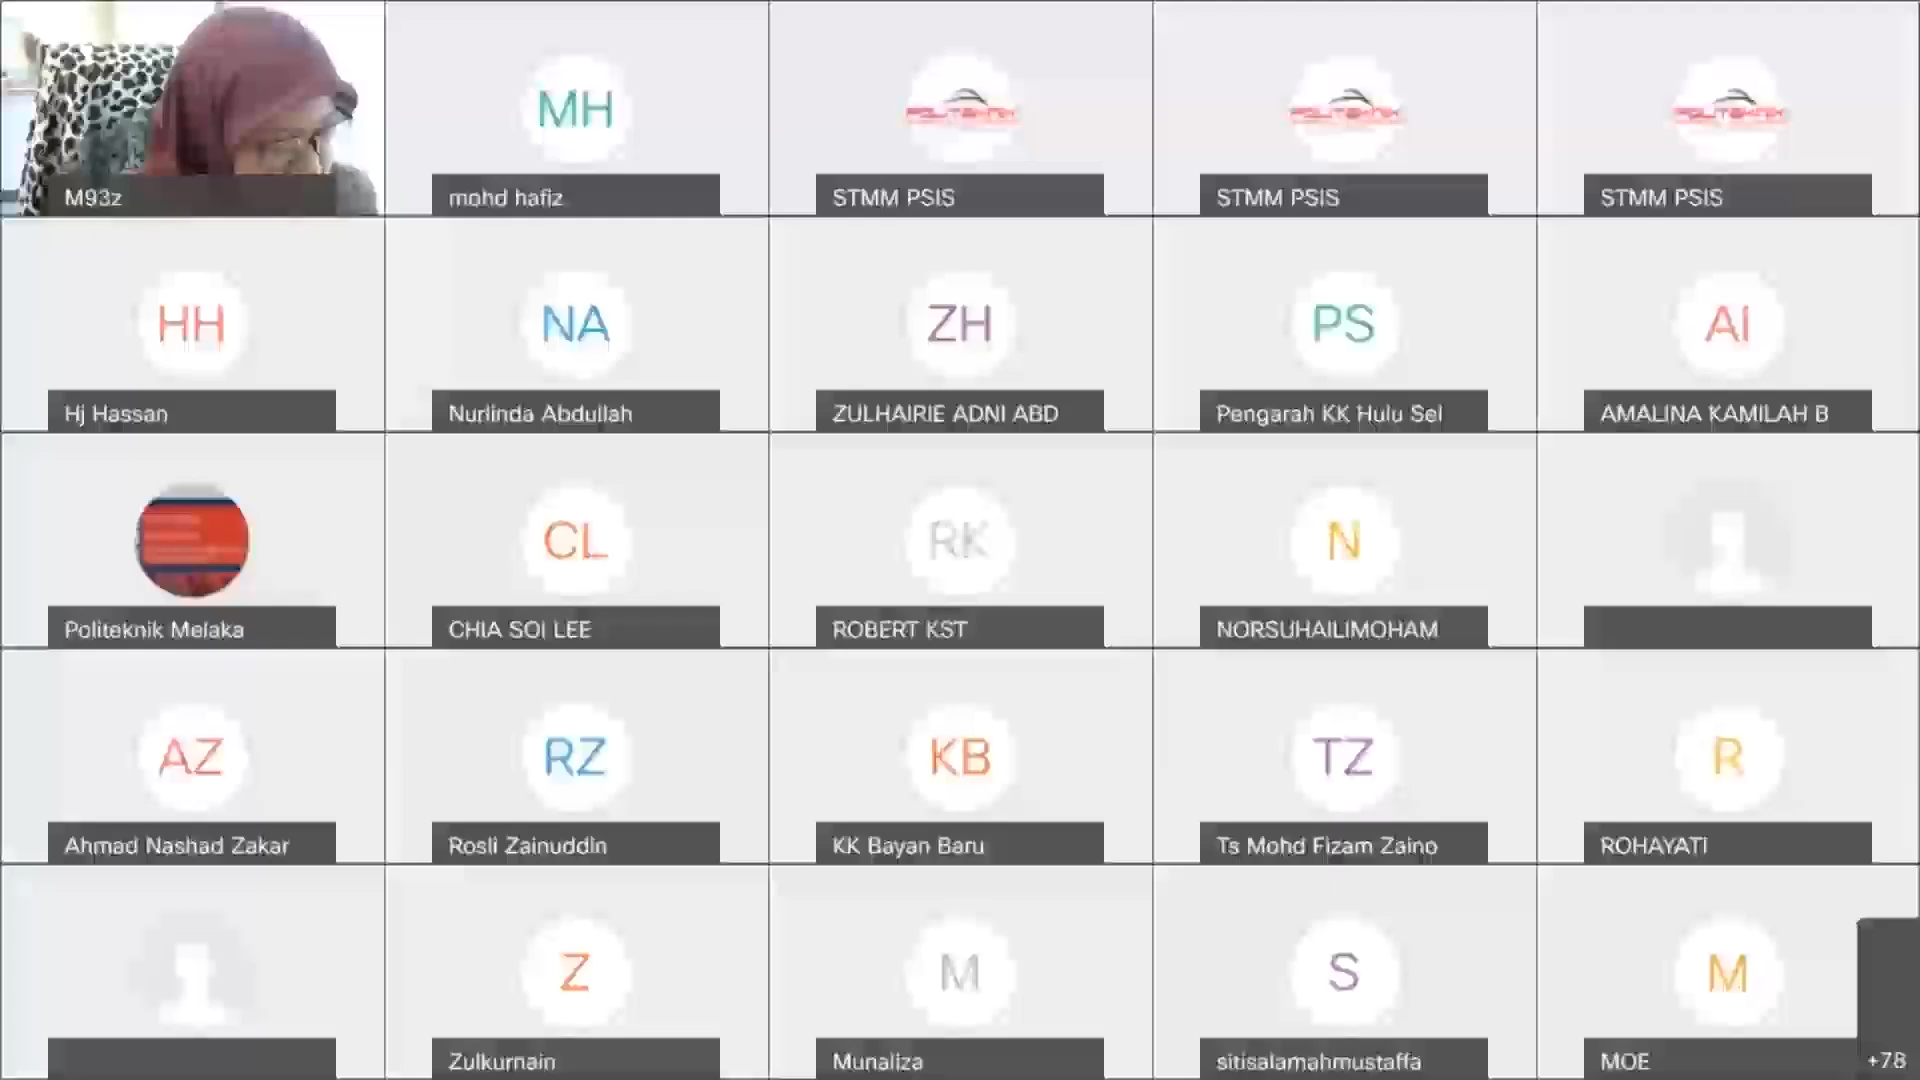 M93z
MH
mohd hafiz
POLITEKNIK
STMM PSIS
POLITEKNIK
STMM PSIS
POLITEKNIK
STMM PSIS
HH
Hj Hassan
NA
Nurlinda Abdullah
ZH
ZULHAIRIE ADNI ABD
PS
Pengarah KK Hulu Sel
AI
AMALINA KAMILAH B
Politeknik Melaka
CL
CHIA SOI LEE
RK
ROBERT KST
N
NORSUHAILIMOHAM
AZ
Ahmad Nashad Zakar
RZ
Rosli Zainuddin
KB
KK Bayan Baru
TZ
Ts Mohd Fizam Zaino
R
ROHAYATI
Z
Zulkurnain
M
Munaliza
S
sitisalamahmustaffa
M
MOE
+78